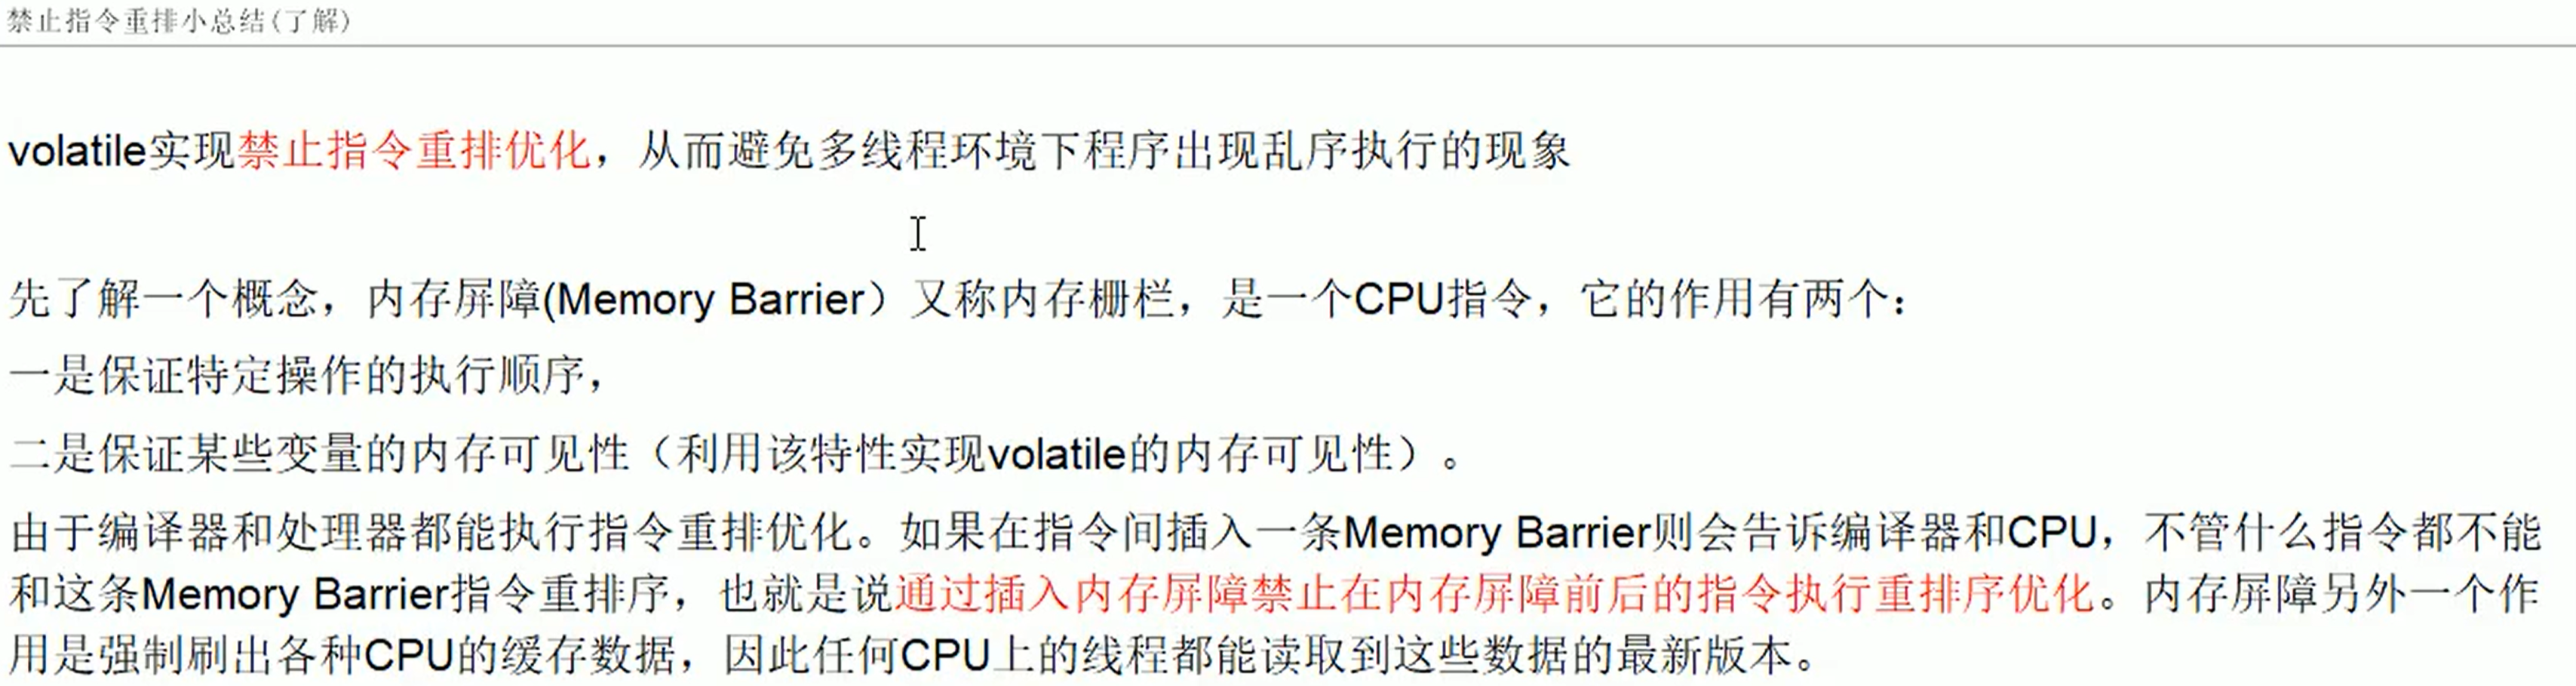 禁止指令重排小总结(了解)
volatile实现禁止指令重排优化，从而避免多线程环境下程序出现乱序执行的现象
先了解一个概念，内存屏障(Memory Barrier）又称内存栅栏，是一个CPU指令，它的作用有两个：
一是保证特定操作的执行顺序，
二是保证某些变量的内存可见性（利用该特性实现volatile的内存可见性）。
由于编译器和处理器都能执行指令重排优化。如果在指令间插入一条Memory Barrier则会告诉编译器和CPU，不管什么指令都不能
和这条Memory Barrier指令重排序，也就是说通过插入内存屏障禁止在内存屏障前后的指令执行重排序优化。内存屏障另外一个作
用是强制刷出各种CPU的缓存数据，因此任何CPU上的线程都能读取到这些数据的最新版本。